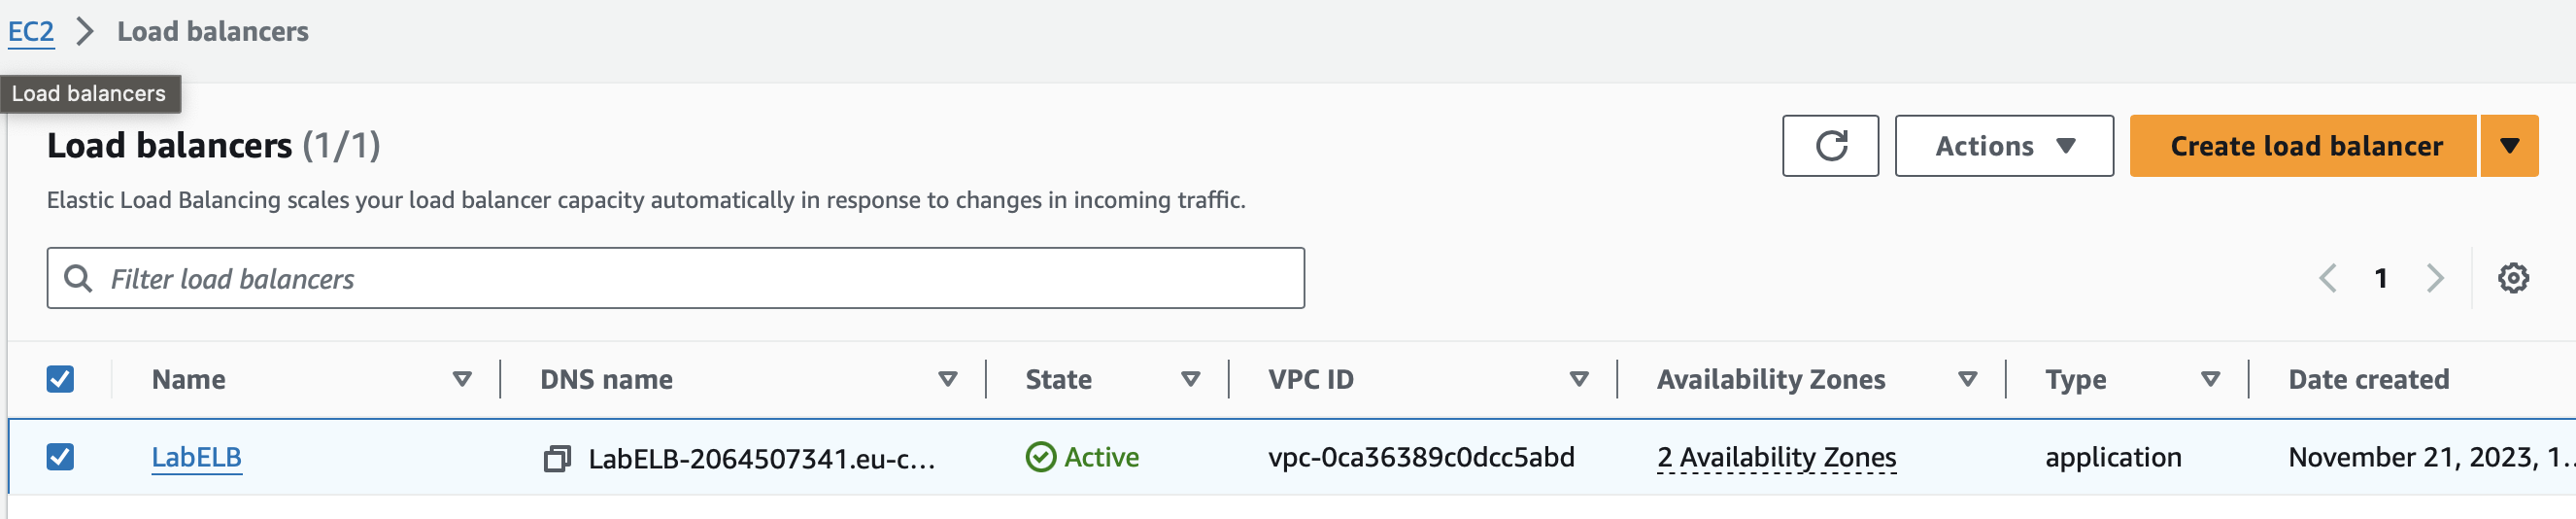 EC2 > Load balancers
Load balancers
Load balancers (1/1)
Actions
Create load balancer
Elastic Load Balancing scales your load balancer capacity automatically in response to changes in incoming traffic.
Filter load balancers
1
Name DNS name State VPC ID Availability Zones Type Date created
LabELB LabELB-2064507341.eu-c... Active vpc-0ca36389c0dcc5abd 2 Availability Zones application November 21, 2023, 1...